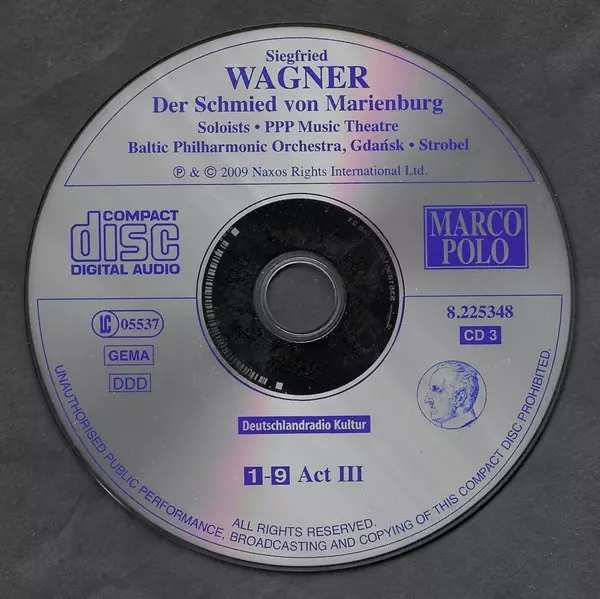 Siegfried
WAGNER
Der Schmied von Marienburg
Soloists • PPP Music Theatre
Baltic Philharmonic Orchestra, Gdańsk • Strobel
℗ & © 2009 Naxos Rights International Ltd.
COMPACT
disc
DIGITAL AUDIO
MARCO
POLO
LC 05537
GEMA
DDD
8.225348
CD 3
Deutschlandradio Kultur
1-9 Act III
ALL RIGHTS RESERVED.
UNAUTHORISED PUBLIC PERFORMANCE, BROADCASTING AND COPYING OF THIS COMPACT DISC PROHIBITED.